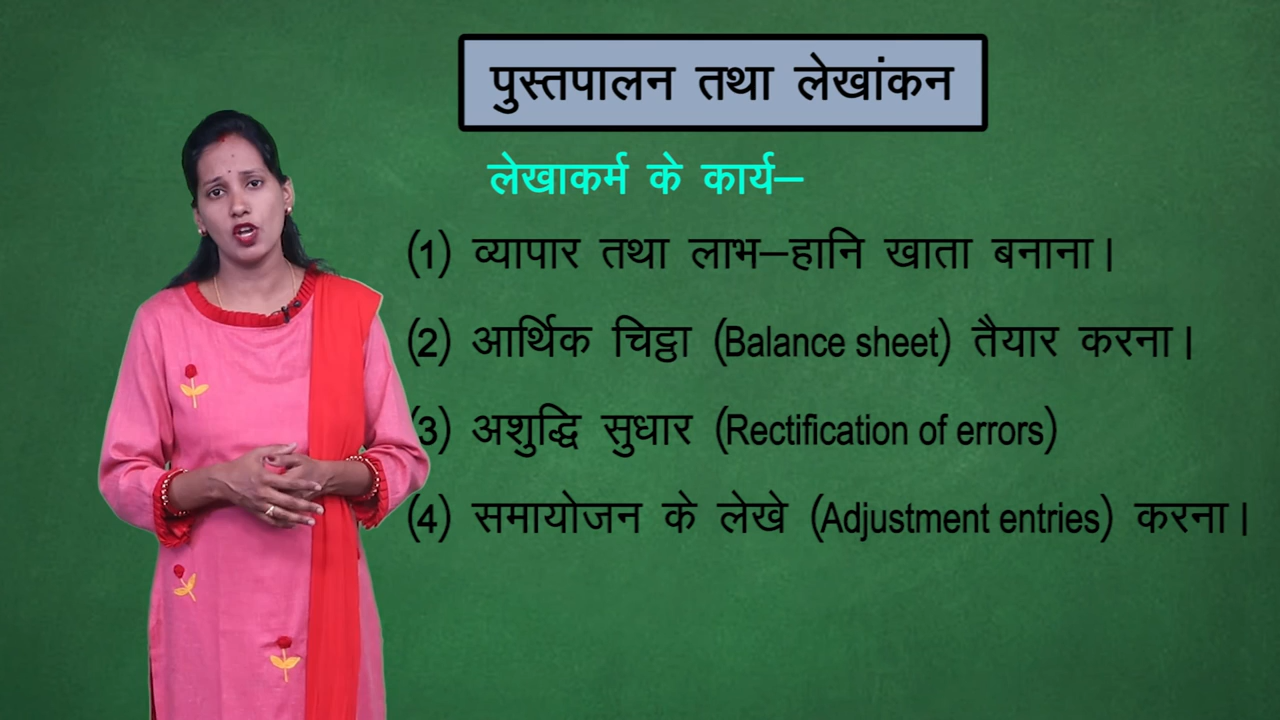 पुस्तपालन तथा लेखांकन
लेखाकर्म के कार्य–
(1) व्यापार तथा लाभ–हानि खाता बनाना।
(2) आर्थिक चिट्ठा (Balance sheet) तैयार करना।
(3) अशुद्धि सुधार (Rectification of errors)
(4) समायोजन के लेखे (Adjustment entries) करना।